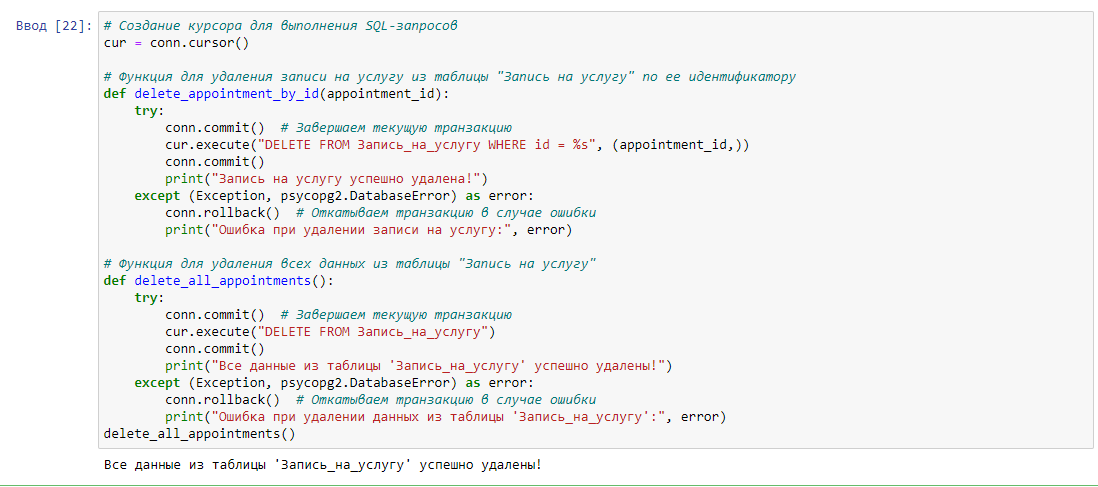 Ввод [22]: # Создание курсора для выполнения SQL-запросов
cur = conn.cursor()
# Функция для удаления записи на услугу из таблицы "Запись на услугу" по ее идентификатору
def delete_appointment_by_id(appointment_id):
try:
conn.commit() # Завершаем текущую транзакцию
cur.execute("DELETE FROM Запись_на_услугу WHERE id = %s", (appointment_id,))
conn.commit()
print("Запись на услугу успешно удалена!")
except (Exception, psycopg2.DatabaseError) as error:
conn.rollback() # Откатываем транзакцию в случае ошибки
print("Ошибка при удалении записи на услугу:", error)
# Функция для удаления всех данных из таблицы "Запись на услугу"
def delete_all_appointments():
try:
conn.commit() # Завершаем текущую транзакцию
cur.execute("DELETE FROM Запись_на_услугу")
conn.commit()
print("Все данные из таблицы 'Запись_на_услугу' успешно удалены!")
except (Exception, psycopg2.DatabaseError) as error:
conn.rollback() # Откатываем транзакцию в случае ошибки
print("Ошибка при удалении данных из таблицы 'Запись_на_услугу':", error)
delete_all_appointments()
Все данные из таблицы 'Запись_на_услугу' успешно удалены!